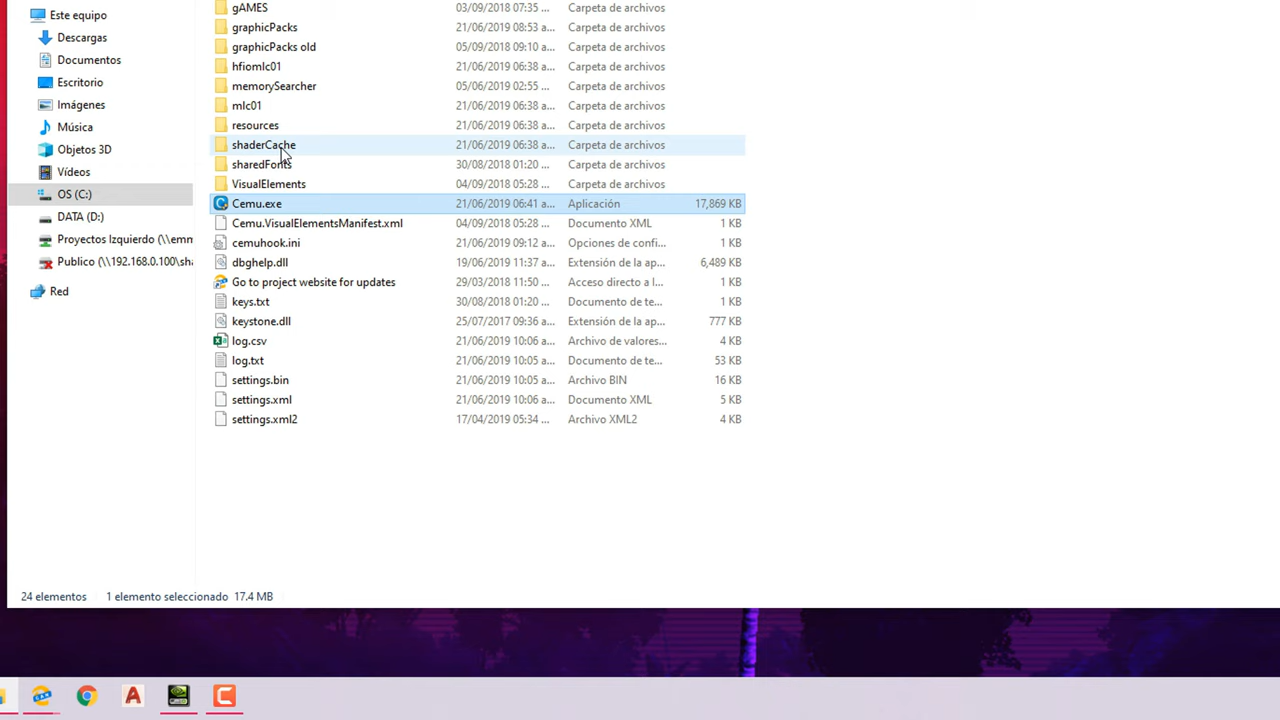 Este equipo
Descargas
Documentos
Escritorio
Imágenes
Música
Objetos 3D
Vídeos
OS (C:)
DATA (D:)
Proyectos Izquierdo (\\emm
Publico (\\192.168.0.100\sha
Red
gAMES 03/09/2018 07:35 ... Carpeta de archivos
graphicPacks 21/06/2019 08:53 a... Carpeta de archivos
graphicPacks old 05/09/2018 09:10 a... Carpeta de archivos
hfiomlc01 21/06/2019 06:38 a... Carpeta de archivos
memorySearcher 05/06/2019 02:55 ... Carpeta de archivos
mlc01 21/06/2019 06:38 a... Carpeta de archivos
resources 21/06/2019 06:38 a... Carpeta de archivos
shaderCache 21/06/2019 06:38 a... Carpeta de archivos
sharedFonts 30/08/2018 01:20 ... Carpeta de archivos
VisualElements 04/09/2018 05:28 ... Carpeta de archivos
Cemu.exe 21/06/2019 06:41 a... Aplicación 17,869 KB
Cemu.VisualElementsManifest.xml 04/09/2018 05:28 ... Documento XML 1 KB
cemuhook.ini 21/06/2019 09:12 a... Opciones de confi... 1 KB
dbghelp.dll 19/06/2019 11:37 a... Extensión de la ap... 6,489 KB
Go to project website for updates 29/03/2018 11:50 ... Acceso directo a I... 1 KB
keys.txt 30/08/2018 01:20 ... Documento de te... 1 KB
keystone.dll 25/07/2017 09:36 a... Extensión de la ap... 777 KB
log.csv 21/06/2019 10:06 a... Archivo de valores... 4 KB
log.txt 21/06/2019 10:05 a... Documento de te... 53 KB
settings.bin 21/06/2019 10:05 a... Archivo BIN 16 KB
settings.xml 21/06/2019 10:06 a... Documento XML 5 KB
settings.xml2 17/04/2019 05:34 ... Archivo XML2 4 KB
24 elementos 1 elemento seleccionado 17.4 MB